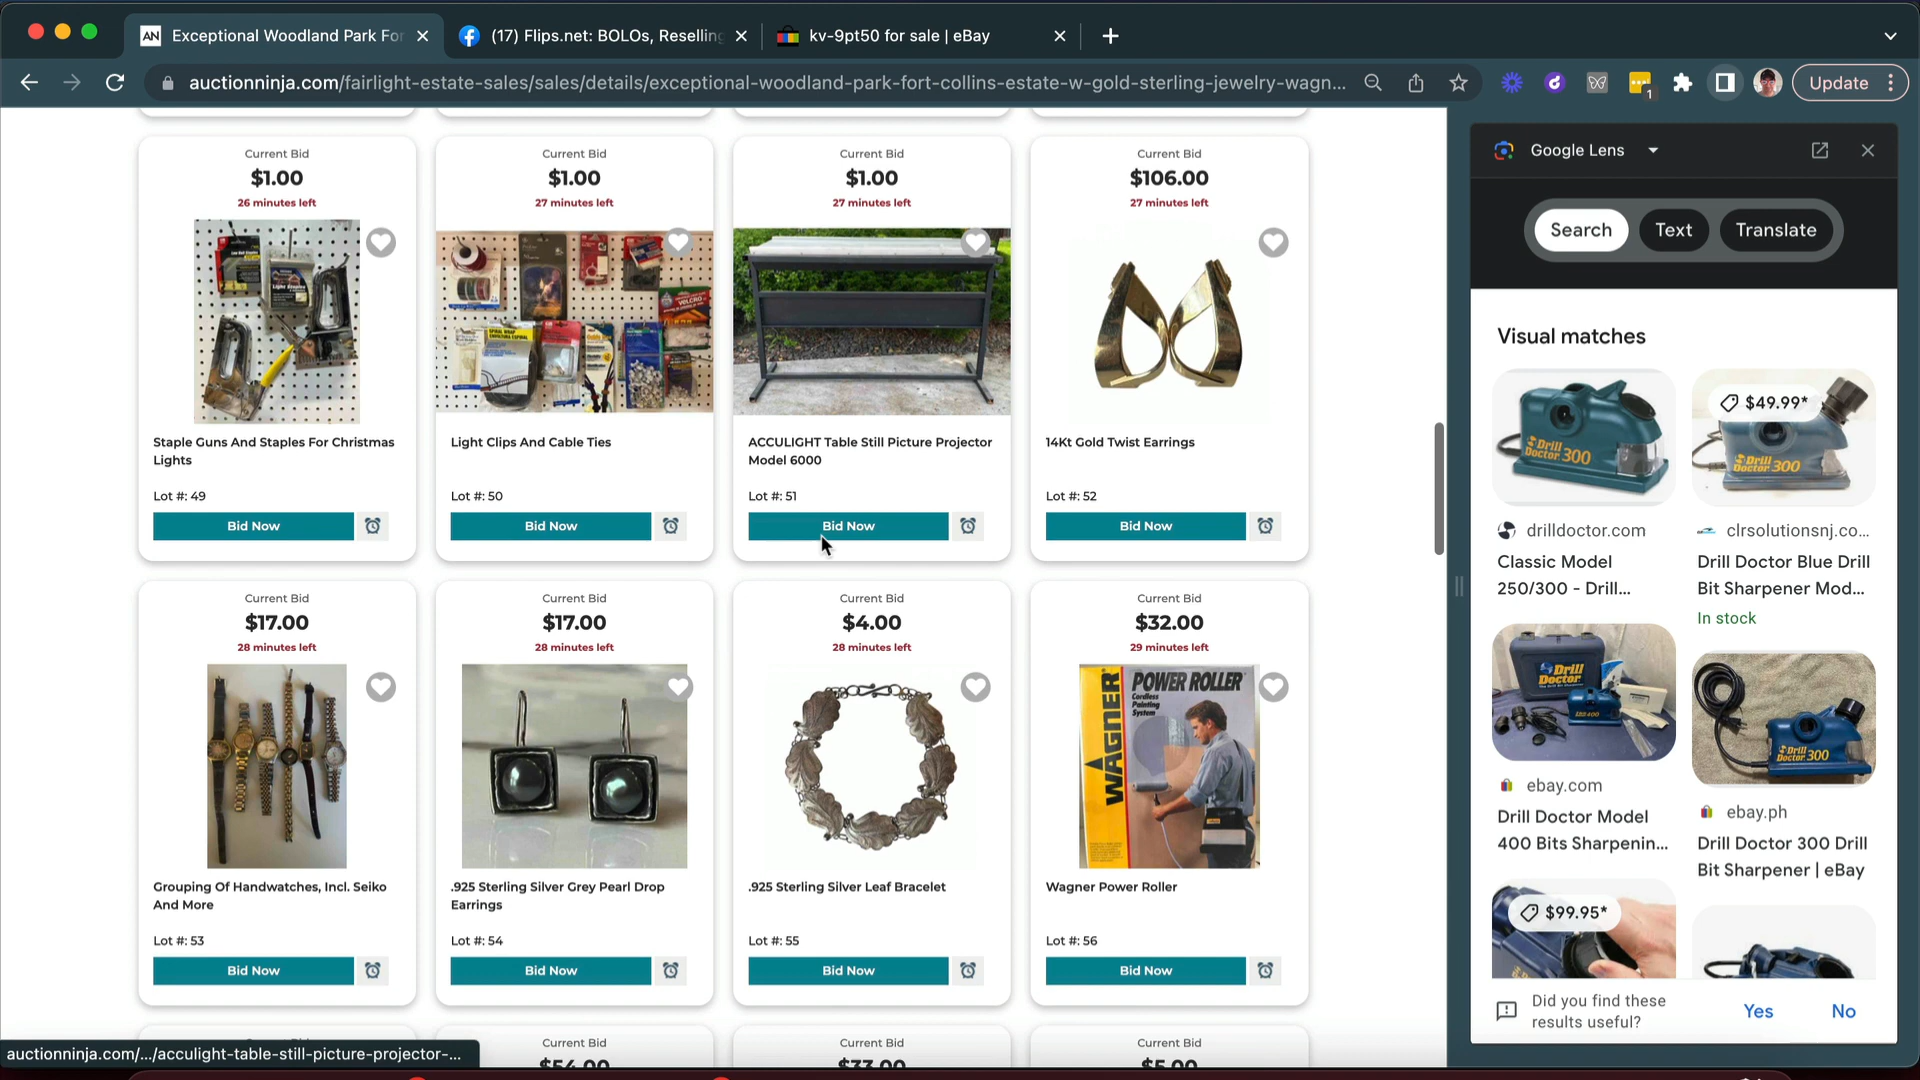 Exceptional Woodland Park For
(17) Flips.net: BOLOs, Reselling
kv-9pt50 for sale | eBay
auctionninja.com/fairlight-estate-sales/sales/details/exceptional-woodland-park-fort-collins-estate-w-gold-sterling-jewelry-wagn...
1
Update
Current Bid
$1.00
26 minutes left
Staple Guns And Staples For Christmas
Lights
Lot #: 49
Bid Now
Current Bid
$1.00
27 minutes left
Light Clips And Cable Ties
Lot #: 50
Bid Now
Current Bid
$1.00
27 minutes left
ACCULIGHT Table Still Picture Projector
Model 6000
Lot #: 51
Bid Now
Current Bid
$106.00
27 minutes left
14Kt Gold Twist Earrings
Lot #: 52
Bid Now
Current Bid
$17.00
28 minutes left
Grouping Of Handwatches, Incl. Seiko
And More
Lot #: 53
Bid Now
Current Bid
$17.00
28 minutes left
.925 Sterling Silver Grey Pearl Drop
Earrings
Lot #: 54
Bid Now
Current Bid
$4.00
28 minutes left
.925 Sterling Silver Leaf Bracelet
Lot #: 55
Bid Now
Current Bid
$32.00
29 minutes left
WAGNER
POWER ROLLER
Cordless
Painting
System
Wagner Power Roller
Lot #: 56
Bid Now
Current Bid
$54.00
Current Bid
$33.00
Current Bid
$5.00
auctionninja.com/.../acculight-table-still-picture-projector-...
Google Lens
Search
Text
Translate
Visual matches
Drill
Doctor 300
drilldoctor.com
Classic Model
250/300 - Drill...
$49.99*
Drill
Doctor 300
clrsolutionsnj.co...
Drill Doctor Blue Drill
Bit Sharpener Mod...
In stock
Drill
Doctor
ebay.com
Drill Doctor Model
400 Bits Sharpenin...
Drill
Doctor 300
ebay.ph
Drill Doctor 300 Drill
Bit Sharpener | eBay
$99.95*
Did you find these
results useful?
Yes
No